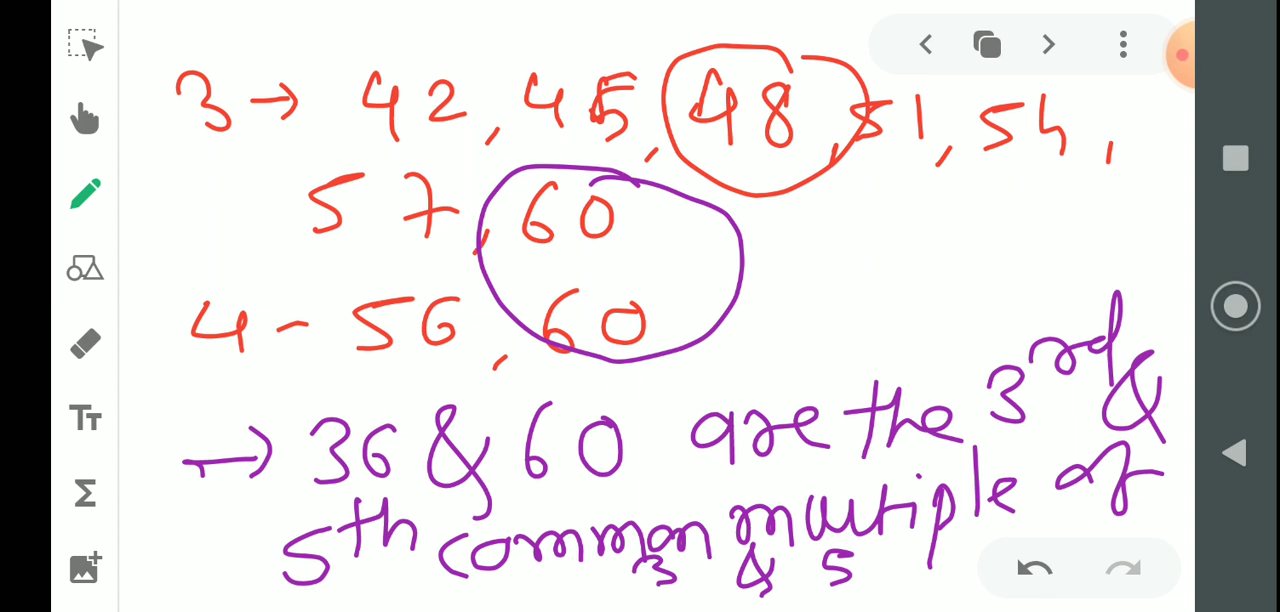 3 → 42, 45, 48, 51, 54,
57, 60
4 - 56, 60
→ 36 & 60 are the 3rd &
5th common multiple of
3 & 5